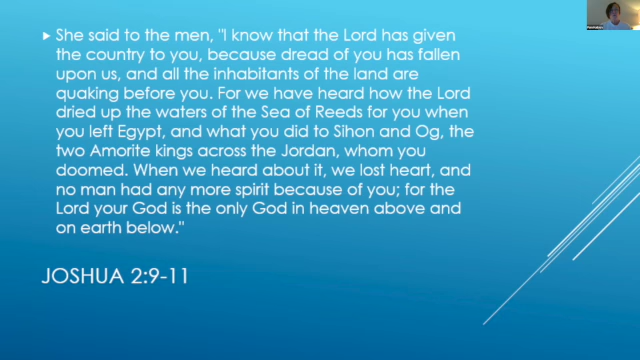 She said to the men, "I know that the Lord has given
the country to you, because dread of you has fallen
upon us, and all the inhabitants of the land are
quaking before you. For we have heard how the Lord
dried up the waters of the Sea of Reeds for you when
you left Egypt, and what you did to Sihon and Og, the
two Amorite kings across the Jordan, whom you
doomed. When we heard about it, we lost heart, and
no man had any more spirit because of you; for the
Lord your God is the only God in heaven above and
on earth below."
JOSHUA 2:9-11